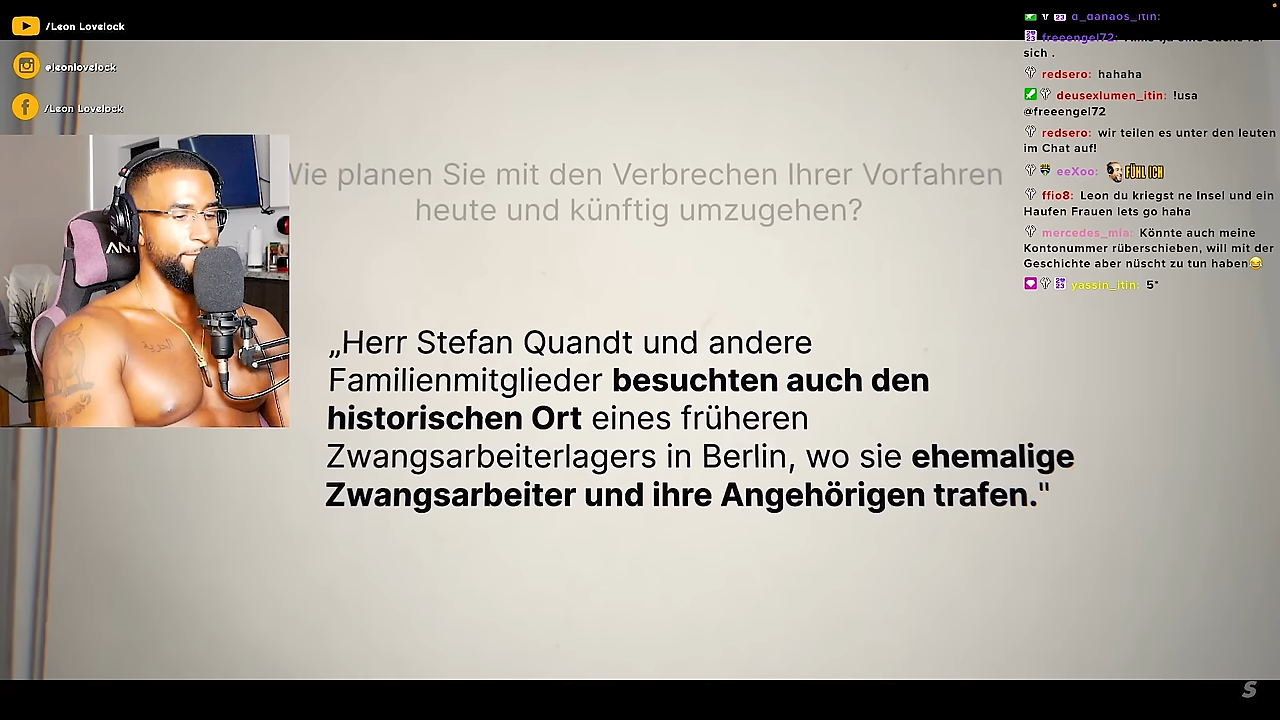 /Leon Lovelock
@leonlovelock
/Leon Lovelock
Wie planen Sie mit den Verbrechen Ihrer Vorfahren
heute und künftig umzugehen?
„Herr Stefan Quandt und andere
Familienmitglieder besuchten auch den
historischen Ort eines früheren
Zwangsarbeiterlagers in Berlin, wo sie ehemalige
Zwangsarbeiter und ihre Angehörigen trafen."
d_danaos_itin:
freeengel72:
sich .
redsero: hahaha
deusexlumen_itin: !usa
@freeengel72
redsero: wir teilen es unter den leuten
im Chat auf!
eeXoo: FÜHL ICH
ffio8: Leon du kriegst ne Insel und ein
Haufen Frauen lets go haha
mercedes_mia: Könnte auch meine
Kontonummer rüberschieben, will mit der
Geschichte aber nüscht zu tun haben😂
yassin_itin: 5*
S